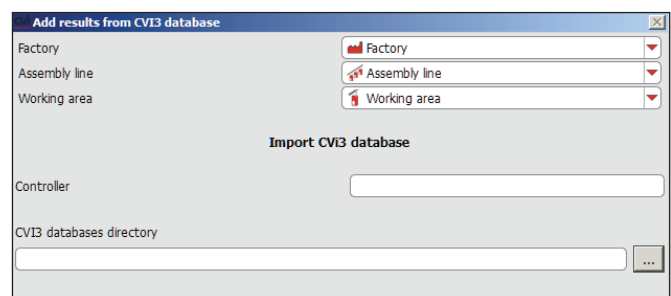 cvi Add results from CVI3 database
Factory Factory
Assembly line Assembly line
Working area Working area
Import CVi3 database
Controller
CVI3 databases directory
...